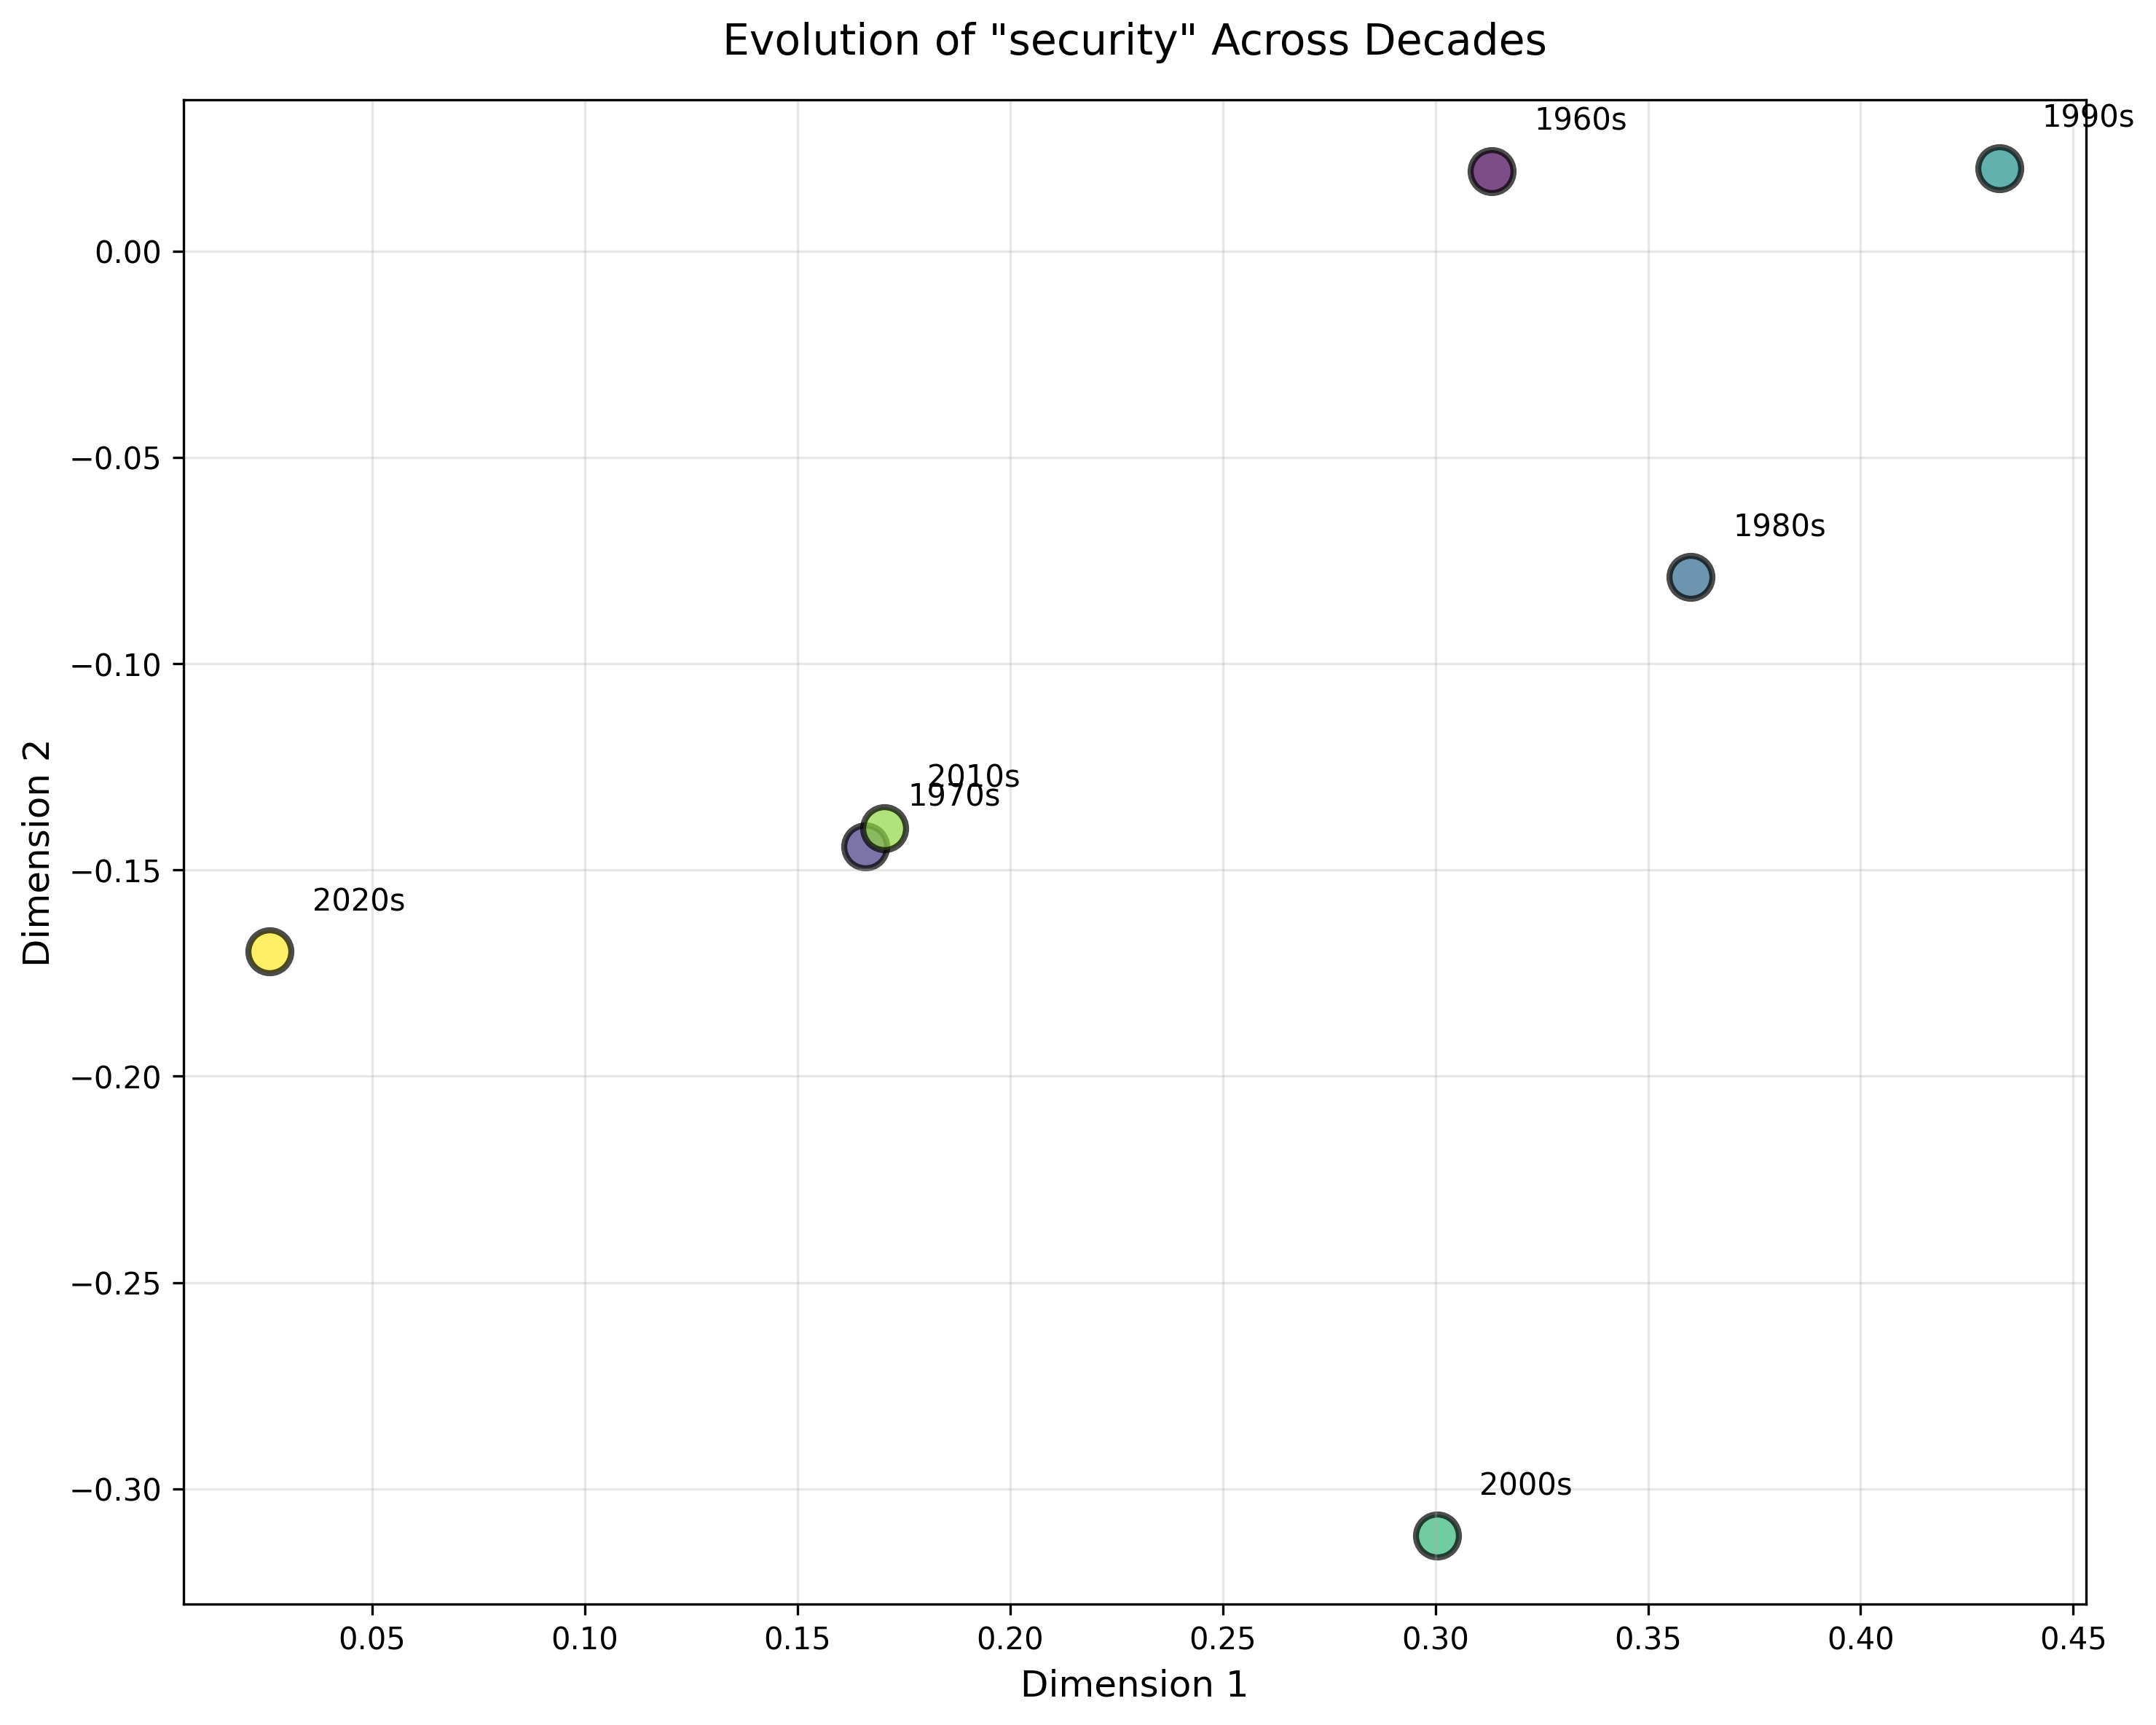 Evolution of "security" Across Decades
1960s
1990s
0.00
−0.05
1980s
−0.10
2010s
1970s
Dimension 2
−0.15
2020s
−0.20
−0.25
2000s
−0.30
0.05 0.10 0.15 0.20 0.25 0.30 0.35 0.40 0.45
Dimension 1